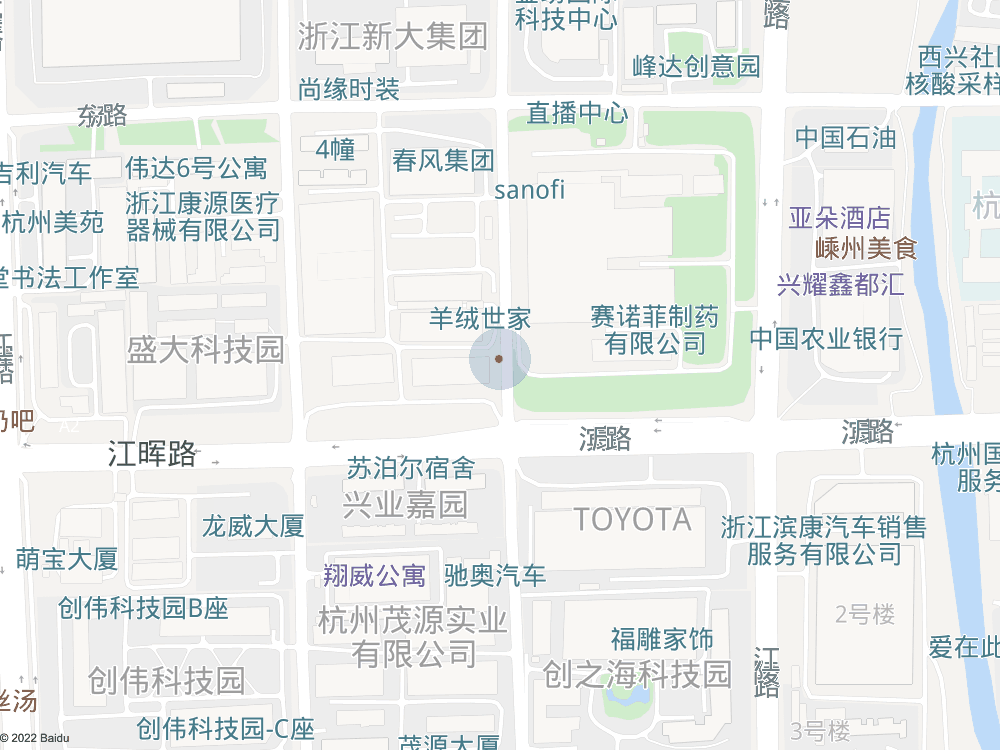 浙江新大集团
科技中心
峰达创意园
尚缘时装
直播中心
西兴社区
核酸采样
东路
4幢
春风集团
中国石油
吉利汽车
伟达6号公寓
sanofi
浙江康源医疗
器械有限公司
杭州美苑
亚朵酒店
杭
嵊州美食
堂书法工作室
兴耀鑫都汇
羊绒世家
赛诺菲制药
有限公司
中国农业银行
盛大科技园
奶吧
A2
江晖路
路
路
苏泊尔宿舍
杭州国
服务
兴业嘉园
TOYOTA
龙威大厦
浙江滨康汽车销售
服务有限公司
萌宝大厦
翔威公寓
驰奥汽车
创伟科技园B座
杭州茂源实业
有限公司
2号楼
福雕家饰
爱在此
创伟科技园
创之海科技园
丝汤
创伟科技园-C座
3号楼
茂源大厦
© 2022 Baidu